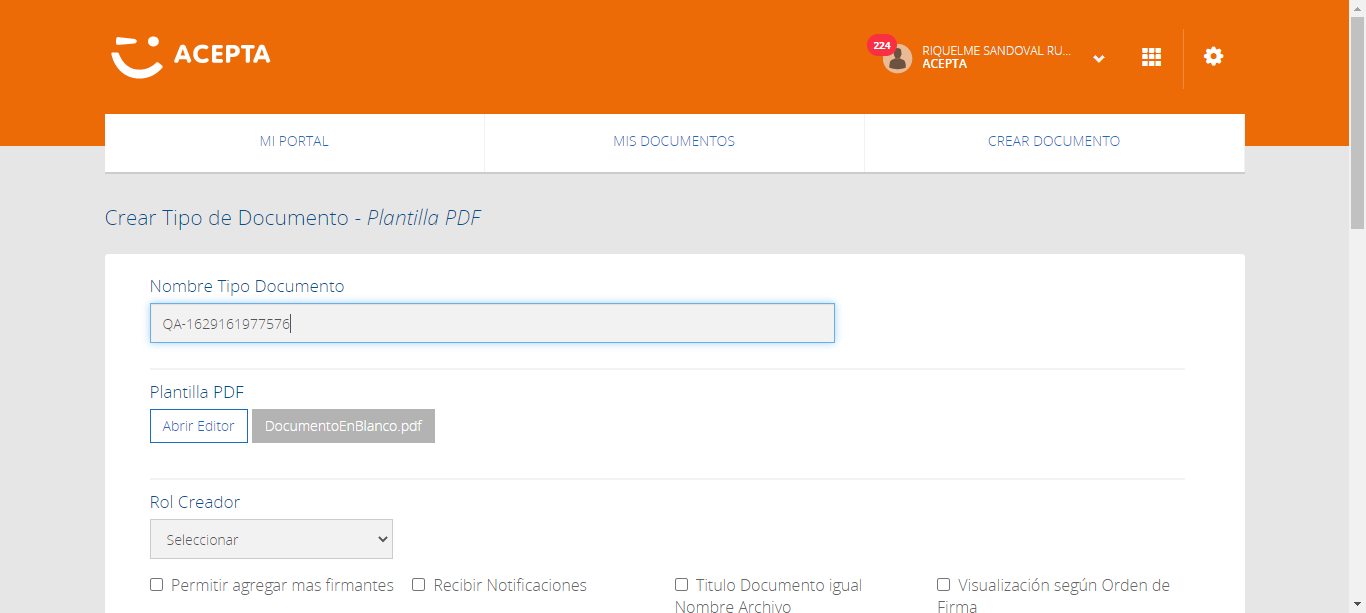 ACEPTA
224
RIQUELME SANDOVAL RU...
ACEPTA
MI PORTAL
MIS DOCUMENTOS
CREAR DOCUMENTO
Crear Tipo de Documento - Plantilla PDF
Nombre Tipo Documento
QA-1629161977576
Plantilla PDF
Abrir Editor
DocumentoEnBlanco.pdf
Rol Creador
Seleccionar
Permitir agregar mas firmantes
Recibir Notificaciones
Titulo Documento igual
Nombre Archivo
Visualización según Orden de
Firma